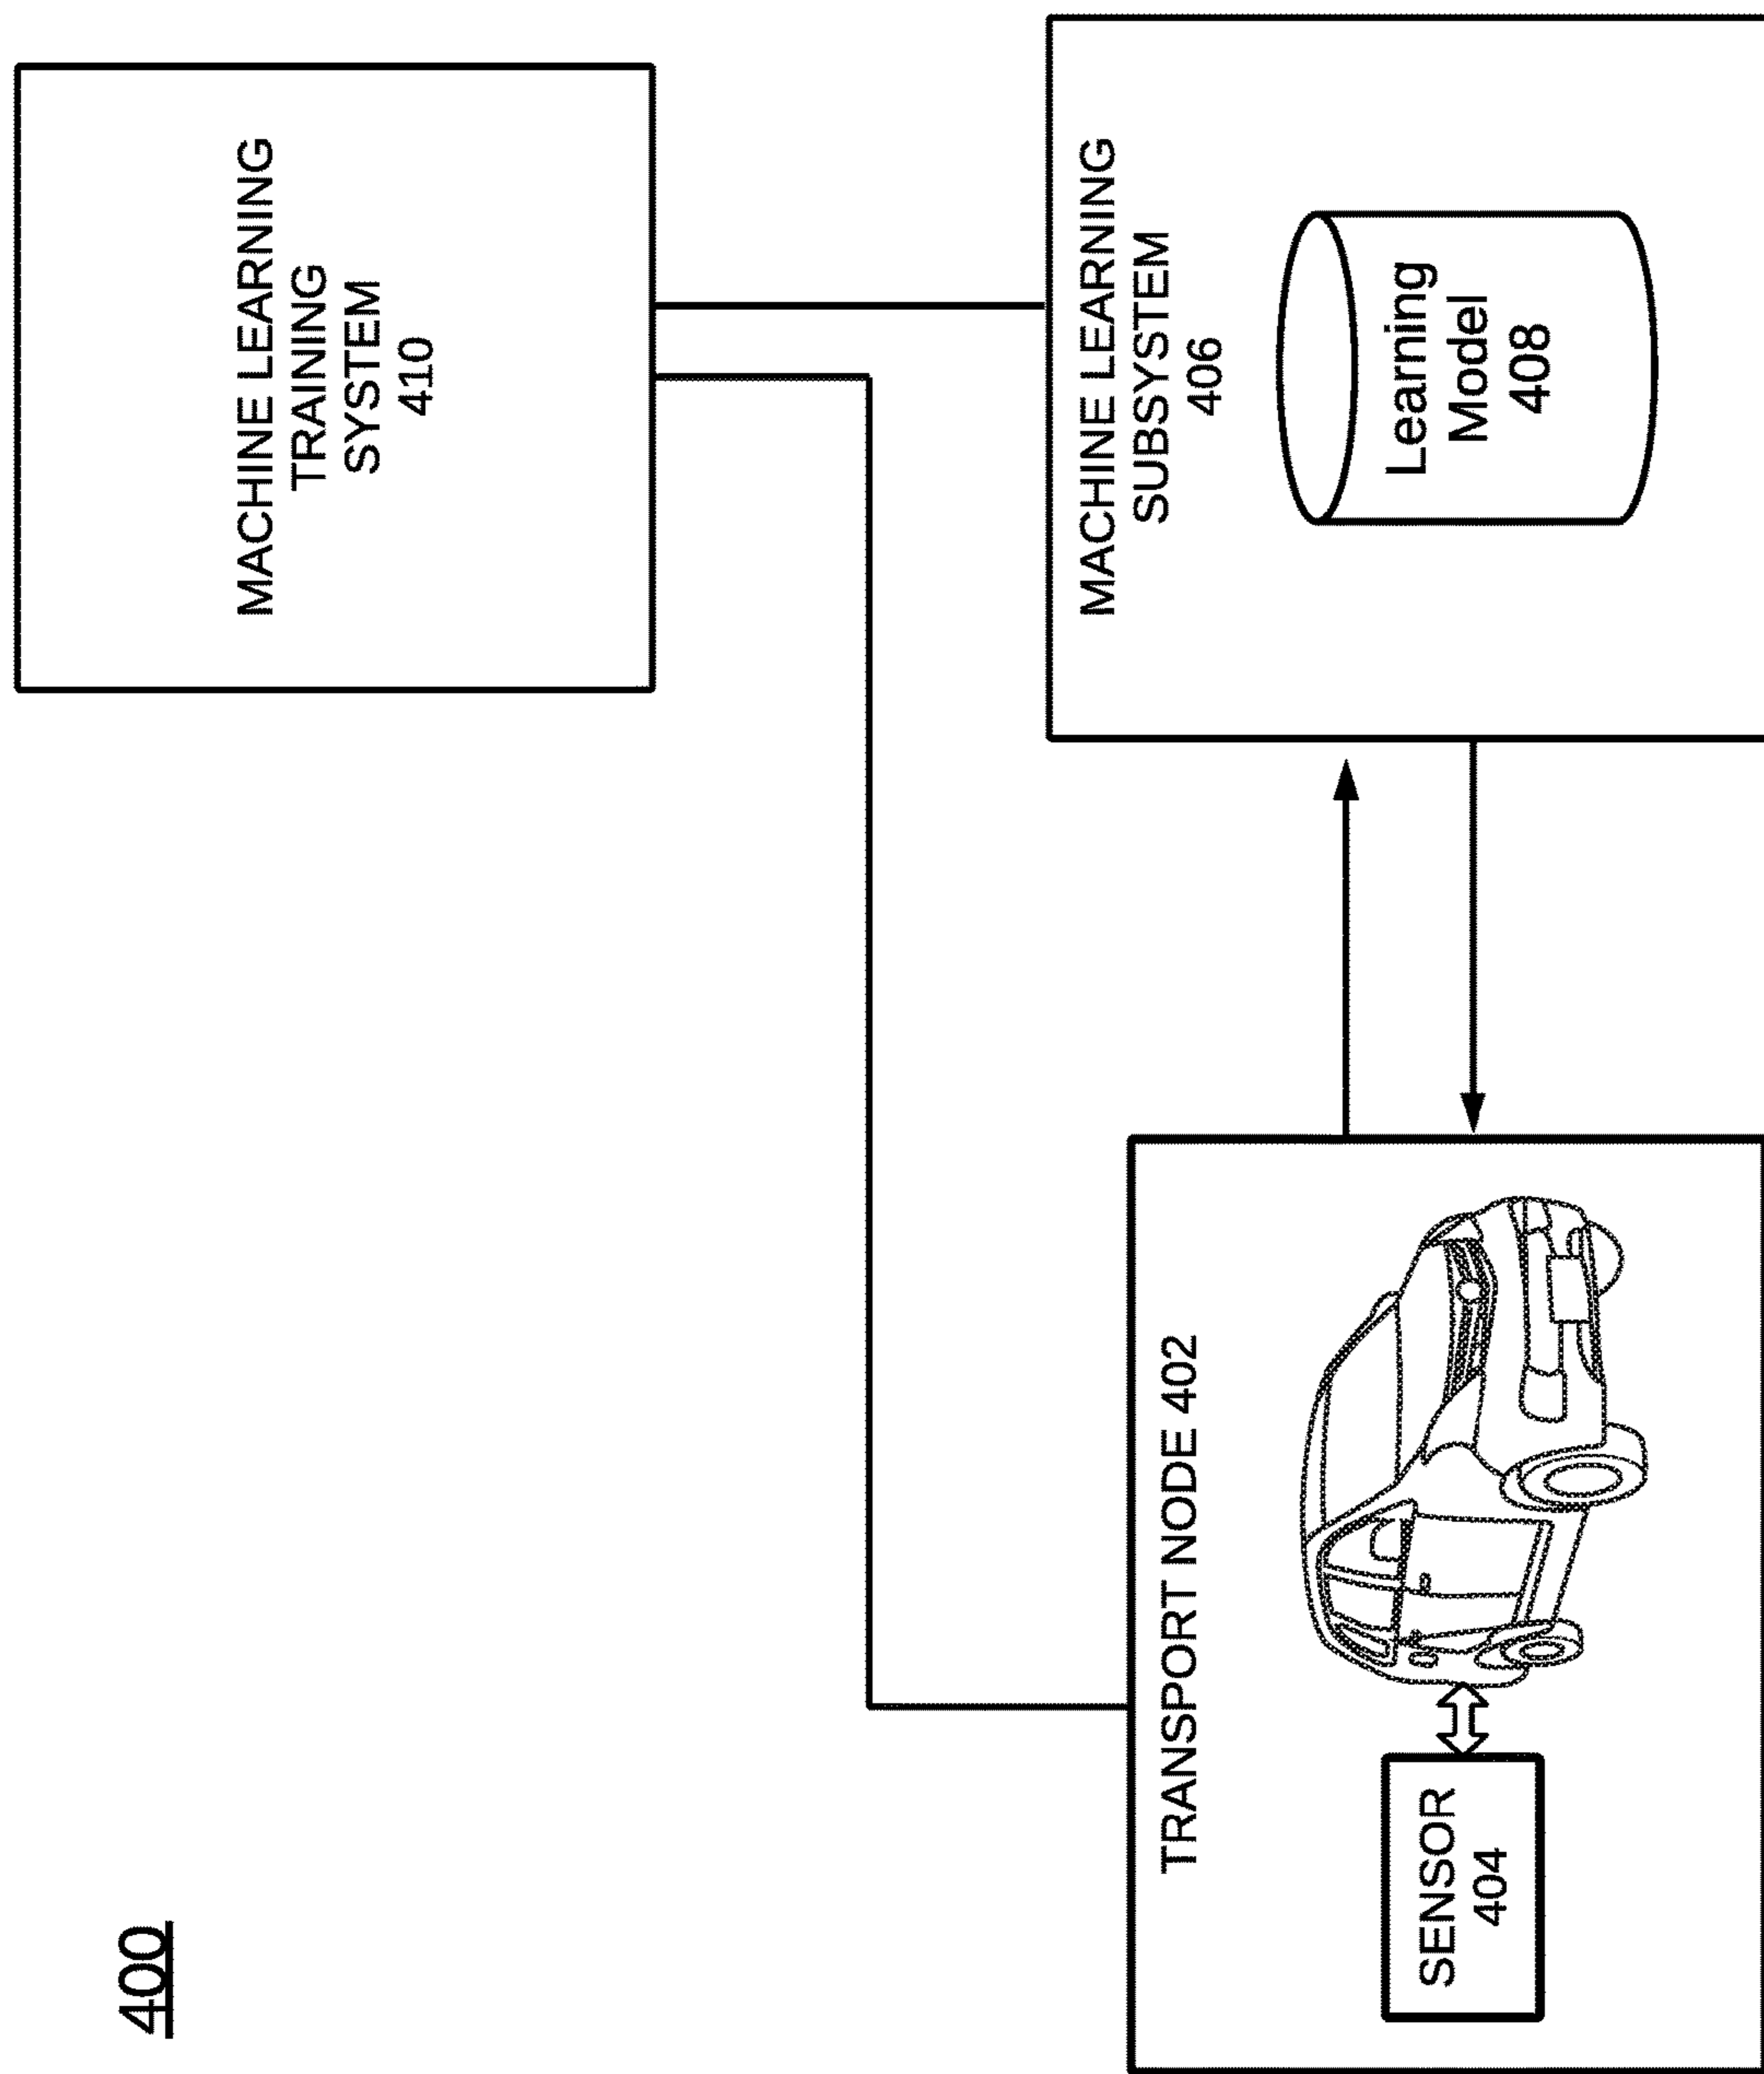 400
MACHINE LEARNING
TRAINING
SYSTEM
410
TRANSPORT NODE 402
SENSOR
404
MACHINE LEARNING
SUBSYSTEM
406
Learning
Model
408